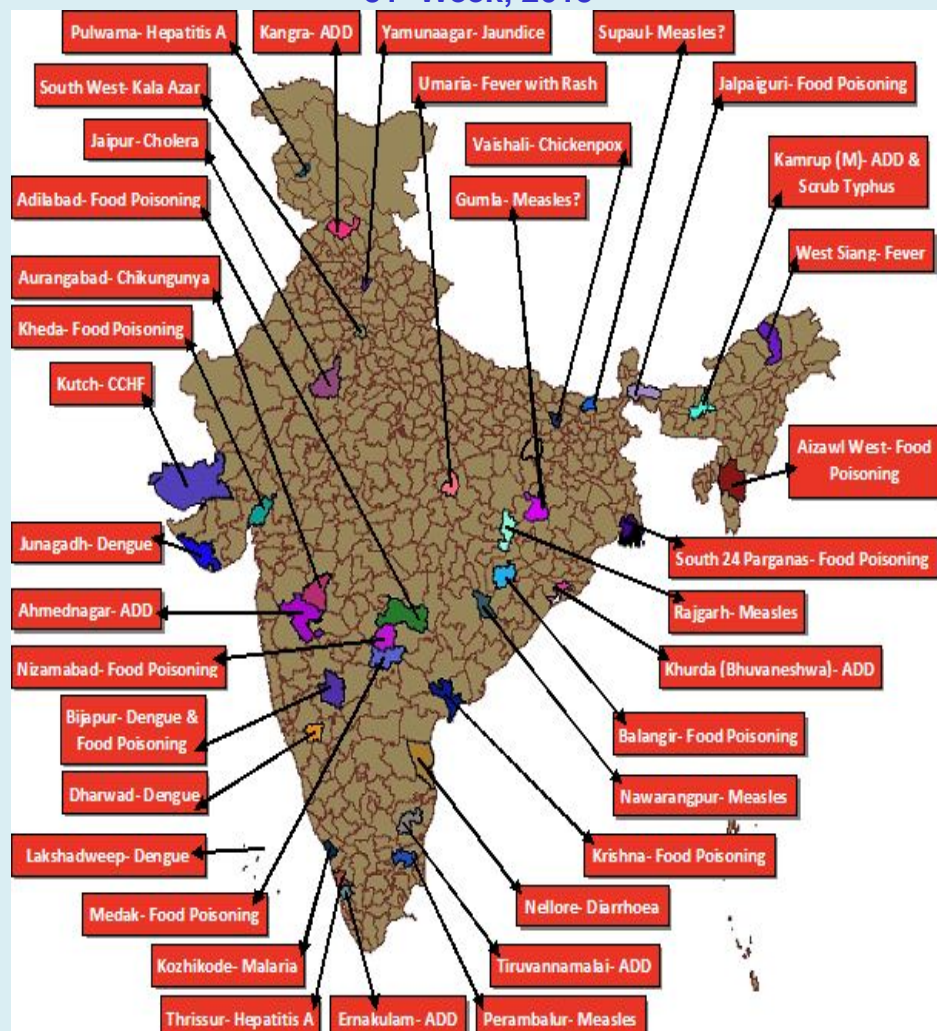 Pulwama- Hepatitis A
Kangra- ADD
Yamunaagar- Jaundice
Supaul- Measles?
South West- Kala Azar
Umaria- Fever with Rash
Jalpaiguri- Food Poisoning
Jaipur- Cholera
Vaishali- Chickenpox
Kamrup (M)- ADD &
Scrub Typhus
Adilabad- Food Poisoning
Gumla- Measles?
West Siang- Fever
Aurangabad- Chikungunya
Kheda- Food Poisoning
Kutch- CCHF
Aizawl West- Food
Poisoning
Junagadh- Dengue
South 24 Parganas- Food Poisoning
Ahmednagar- ADD
Rajgarh- Measles
Nizamabad- Food Poisoning
Khurda (Bhuvaneshwa)- ADD
Bijapur- Dengue &
Food Poisoning
Balangir- Food Poisoning
Dharwad- Dengue
Nawarangpur- Measles
Lakshadweep- Dengue
Krishna- Food Poisoning
Medak- Food Poisoning
Nellore- Diarrhoea
Kozhikode- Malaria
Tiruvannamalai- ADD
Thrissur- Hepatitis A
Ernakulam- ADD
Perambalur- Measles